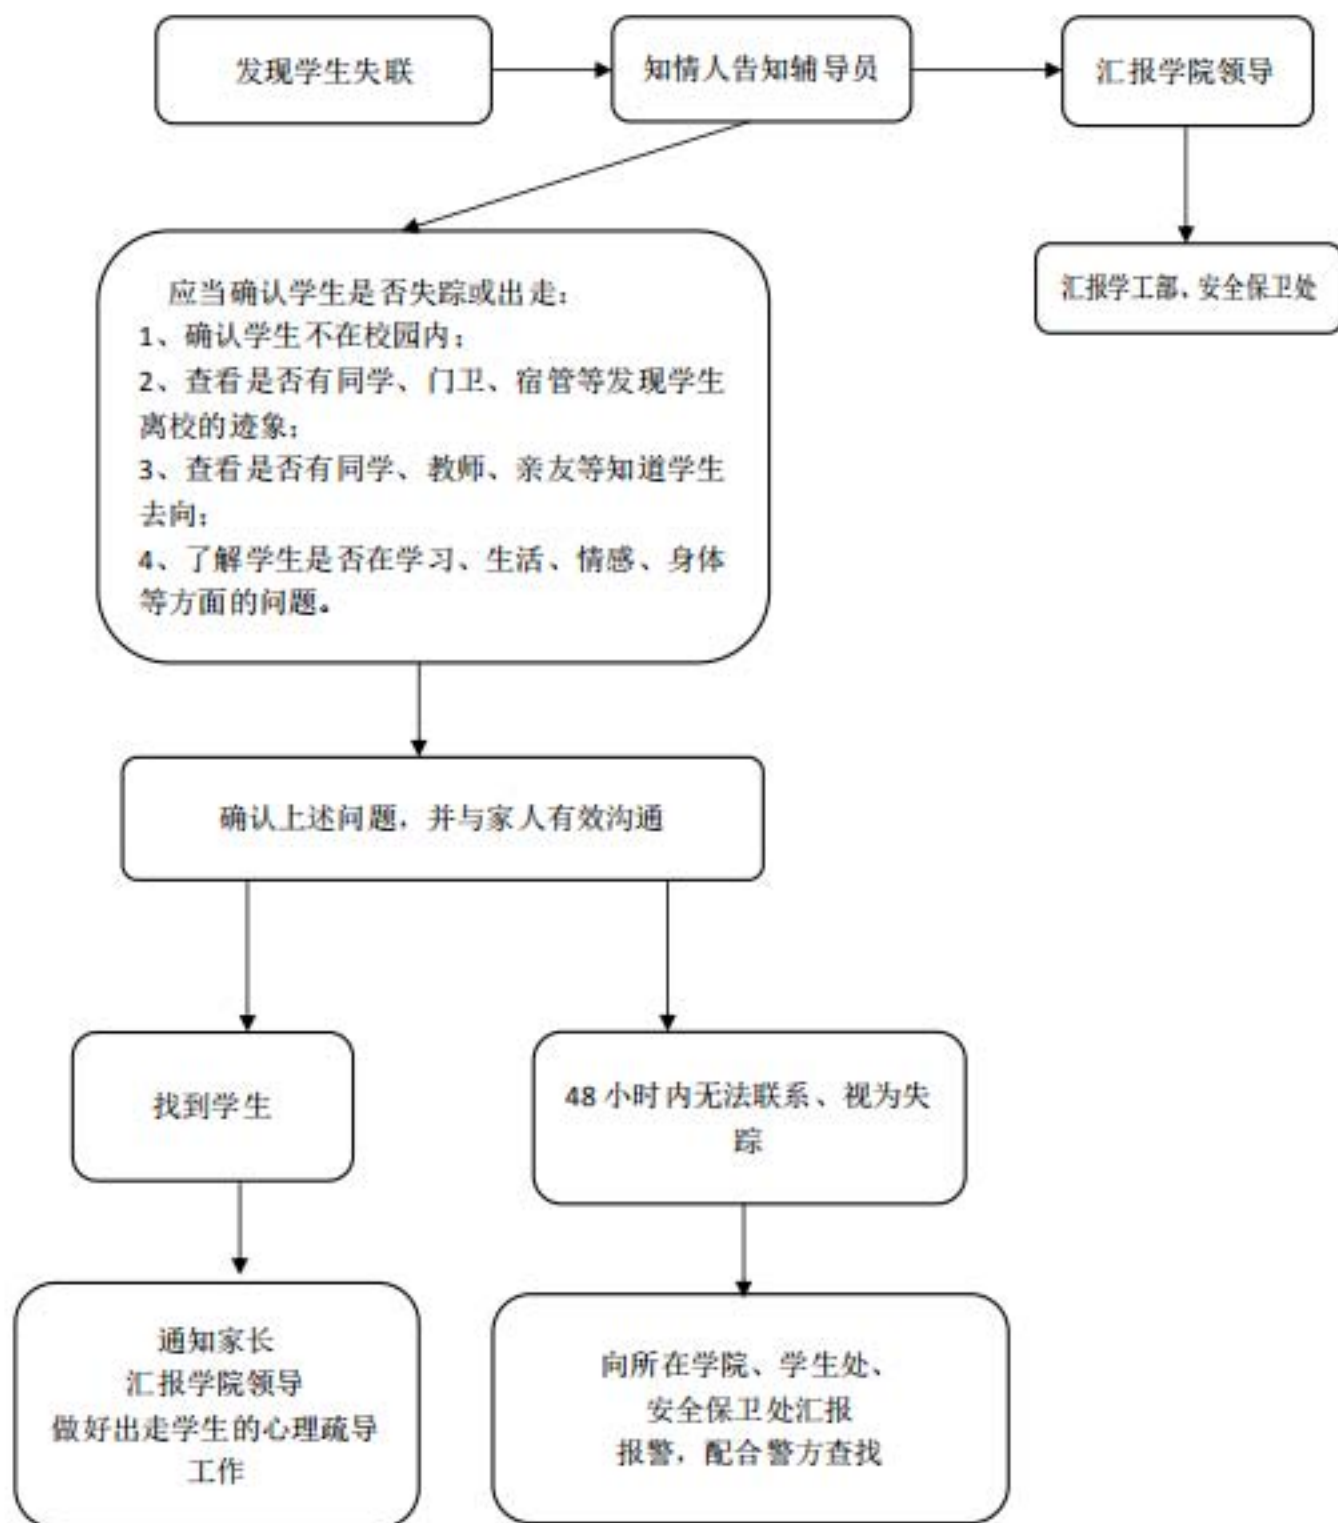 发现学生失联
知情人告知辅导员
汇报学院领导
汇报学工部、安全保卫处
应当确认学生是否失踪或出走：
1、确认学生不在校园内；
2、查看是否有同学、门卫、宿管等发现学生
离校的迹象；
3、查看是否有同学、教师、亲友等知道学生
去向；
4、了解学生是否在学习、生活、情感、身体
等方面的问题。
确认上述问题，并与家人有效沟通
找到学生
48 小时内无法联系、视为失
踪
通知家长
汇报学院领导
做好出走学生的心理疏导
工作
向所在学院、学生处、
安全保卫处汇报
报警，配合警方查找